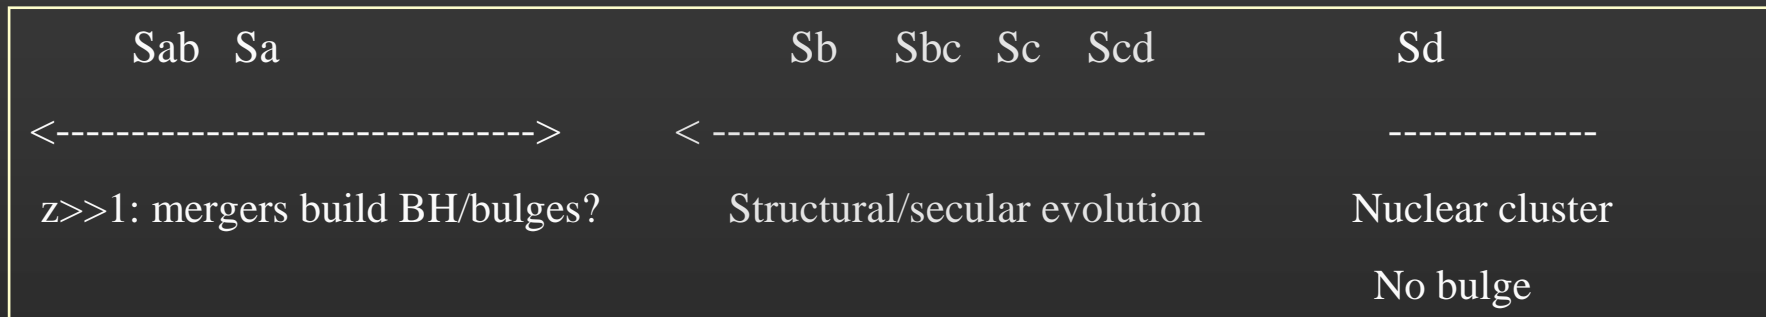 Sab Sa Sb Sbc Sc Scd Sd
<-------------------------------> < --------------------------------- --------------
z>>1: mergers build BH/bulges? Structural/secular evolution Nuclear cluster
No bulge